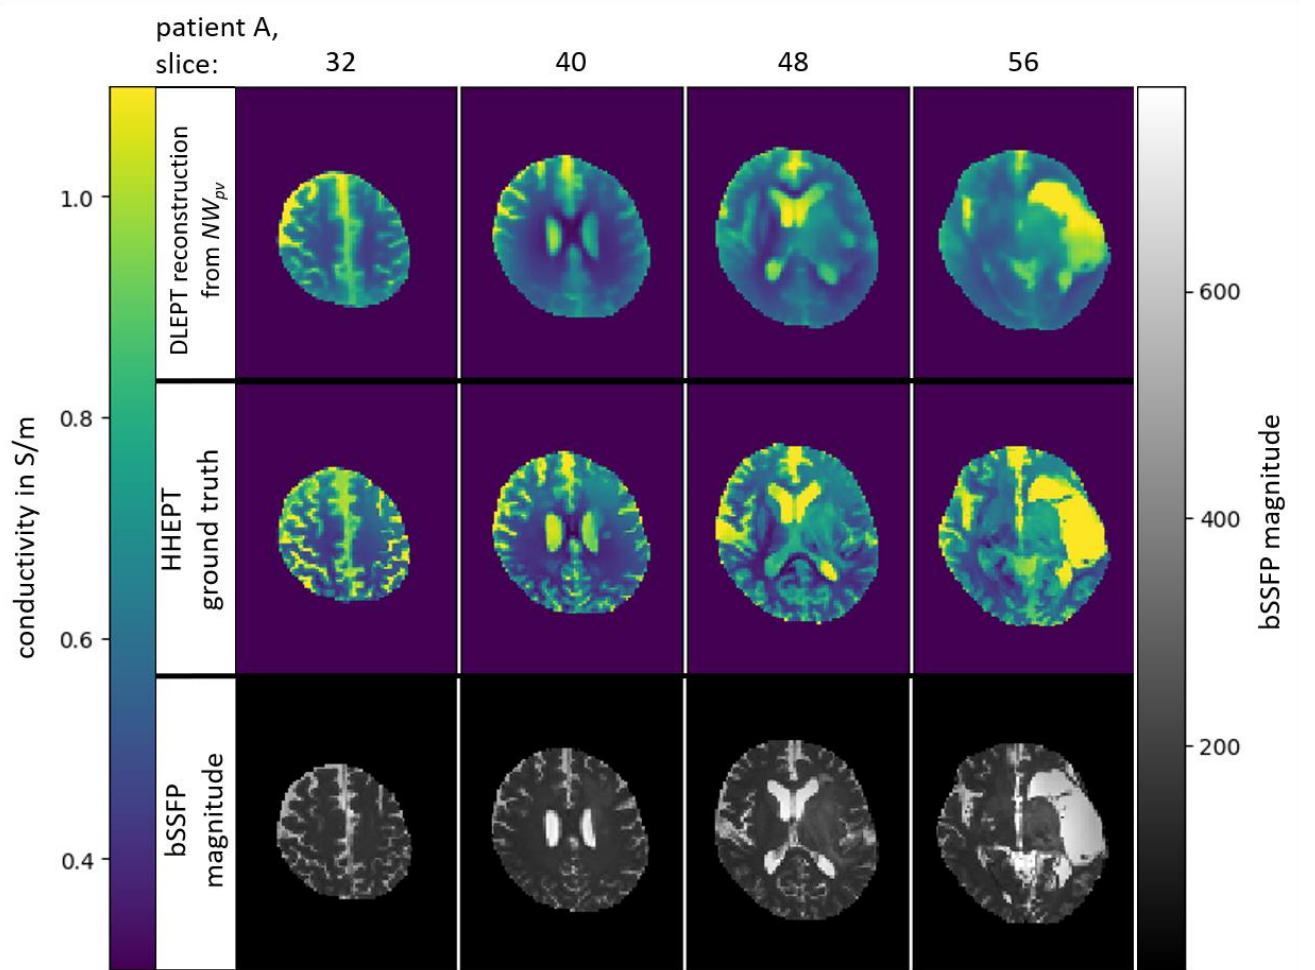 patient A,
slice:
32
40
48
56
DLEPT reconstruction
from NWpv
HHEPT
ground truth
bSSFP
magnitude
conductivity in S/m
1.0
0.8
0.6
0.4
600
400
200
bSSFP magnitude